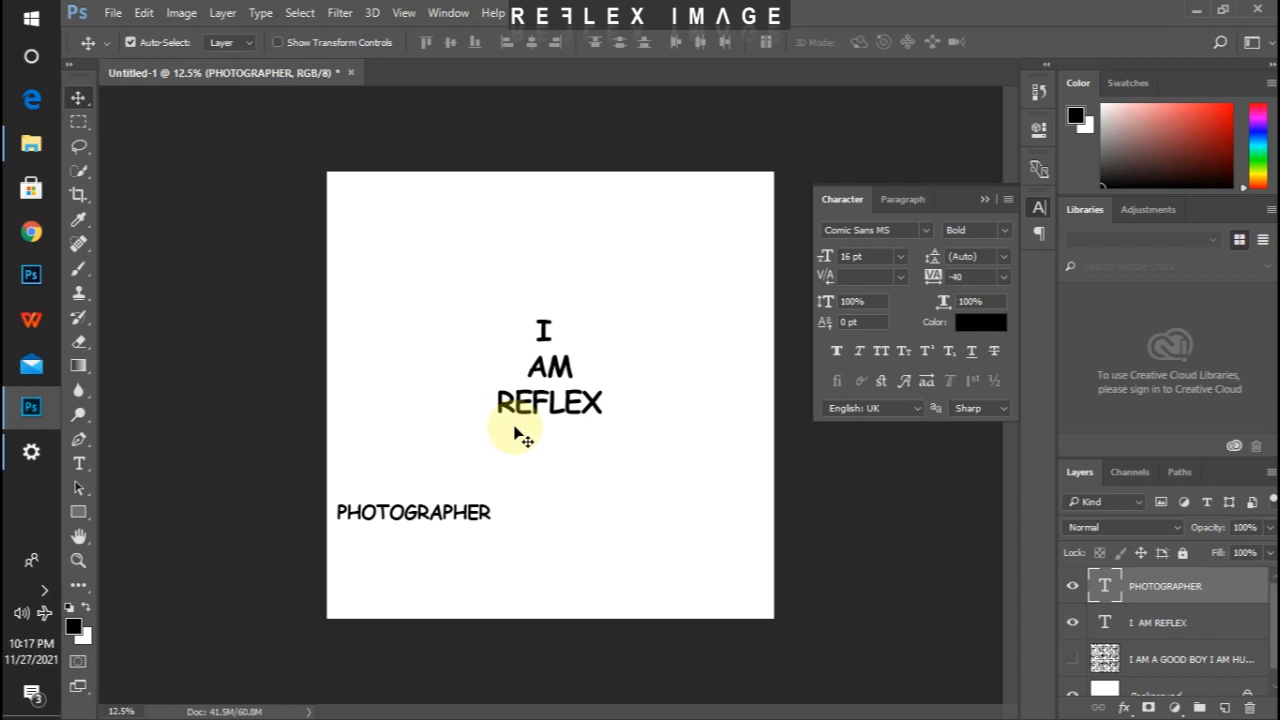 Ps File Edit Image Layer Type Select Filter 3D View Window Help
REFLEX IMAGE
Auto-Select: Layer Show Transform Controls 3D Mode:
Untitled-1 @ 12.5% (PHOTOGRAPHER, RGB/8) * ×
Color Swatches
Character Paragraph
Comic Sans MS Bold
16 pt (Auto)
-40
100% 100%
0 pt Color:
English: UK Sharp
Libraries Adjustments
Search Adobe Stock
To use Creative Cloud Libraries,
please sign in to Creative Cloud
I
AM
REFLEX
PHOTOGRAPHER
Layers Channels Paths
Kind
Normal Opacity: 100%
Lock: Fill: 100%
PHOTOGRAPHER
I AM REFLEX
I AM A GOOD BOY I AM HU...
Background
10:17 PM
11/27/2021
3
12.5% Doc: 41.5M/60.8M